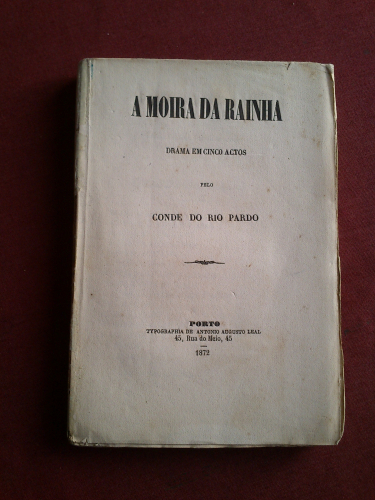 A MOIRA DA RAINHA
DRAMA EM CINCO ACTOS
PELO
CONDE DO RIO PARDO
PORTO
TYPOGRAPHIA DE ANTONIO AUGUSTO LEAL
45, Rua do Meio, 45
1872